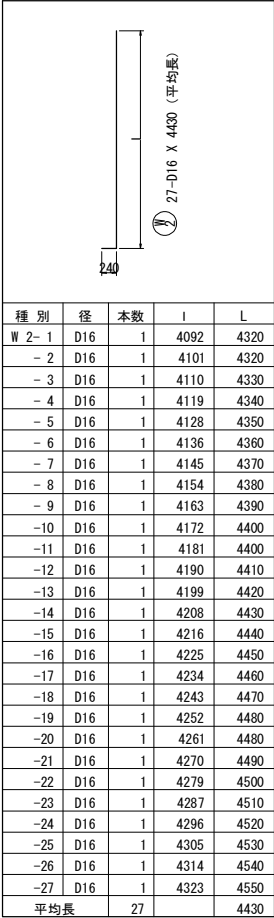 l
240
W2 27-D16 X 4430 (平均長)
種 別 径 本数 l L
W 2- 1 D16 1 4092 4320
- 2 D16 1 4101 4320
- 3 D16 1 4110 4330
- 4 D16 1 4119 4340
- 5 D16 1 4128 4350
- 6 D16 1 4136 4360
- 7 D16 1 4145 4370
- 8 D16 1 4154 4380
- 9 D16 1 4163 4390
-10 D16 1 4172 4400
-11 D16 1 4181 4400
-12 D16 1 4190 4410
-13 D16 1 4199 4420
-14 D16 1 4208 4430
-15 D16 1 4216 4440
-16 D16 1 4225 4450
-17 D16 1 4234 4460
-18 D16 1 4243 4470
-19 D16 1 4252 4480
-20 D16 1 4261 4480
-21 D16 1 4270 4490
-22 D16 1 4279 4500
-23 D16 1 4287 4510
-24 D16 1 4296 4520
-25 D16 1 4305 4530
-26 D16 1 4314 4540
-27 D16 1 4323 4550
平均長 27 4430